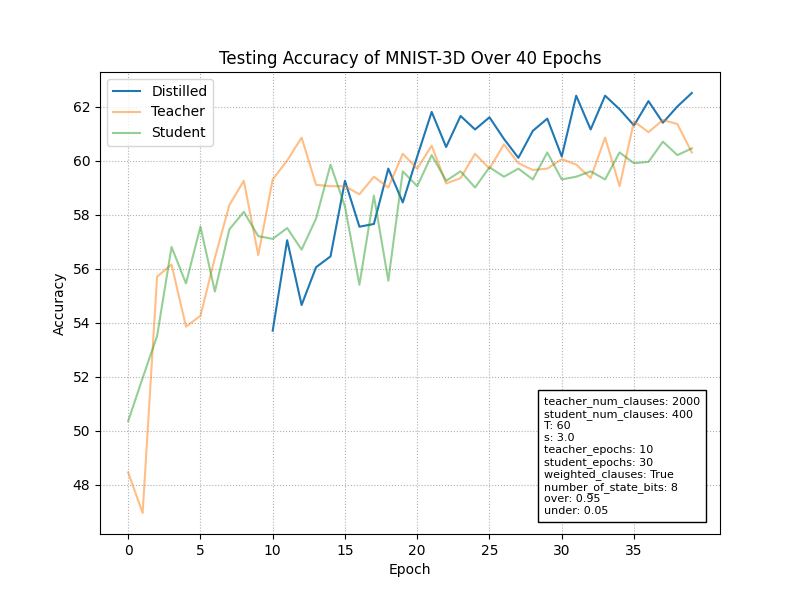 Testing Accuracy of MNIST-3D Over 40 Epochs
Distilled
Teacher
Student
62
60
58
56
54
52
50
48
Accuracy
teacher_num_clauses: 2000
student_num_clauses: 400
T: 60
s: 3.0
teacher_epochs: 10
student_epochs: 30
weighted_clauses: True
number_of_state_bits: 8
over: 0.95
under: 0.05
0 5 10 15 20 25 30 35
Epoch